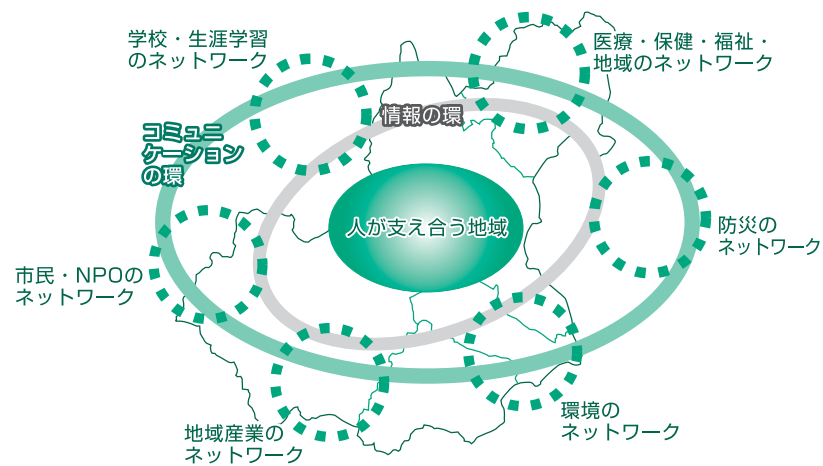 学校・生涯学習
のネットワーク
医療・保健・福祉・
地域のネットワーク
情報の環
コミュニ
ケーション
の環
人が支え合う地域
防災の
ネットワーク
市民・NPOの
ネットワーク
環境の
ネットワーク
地域産業の
ネットワーク